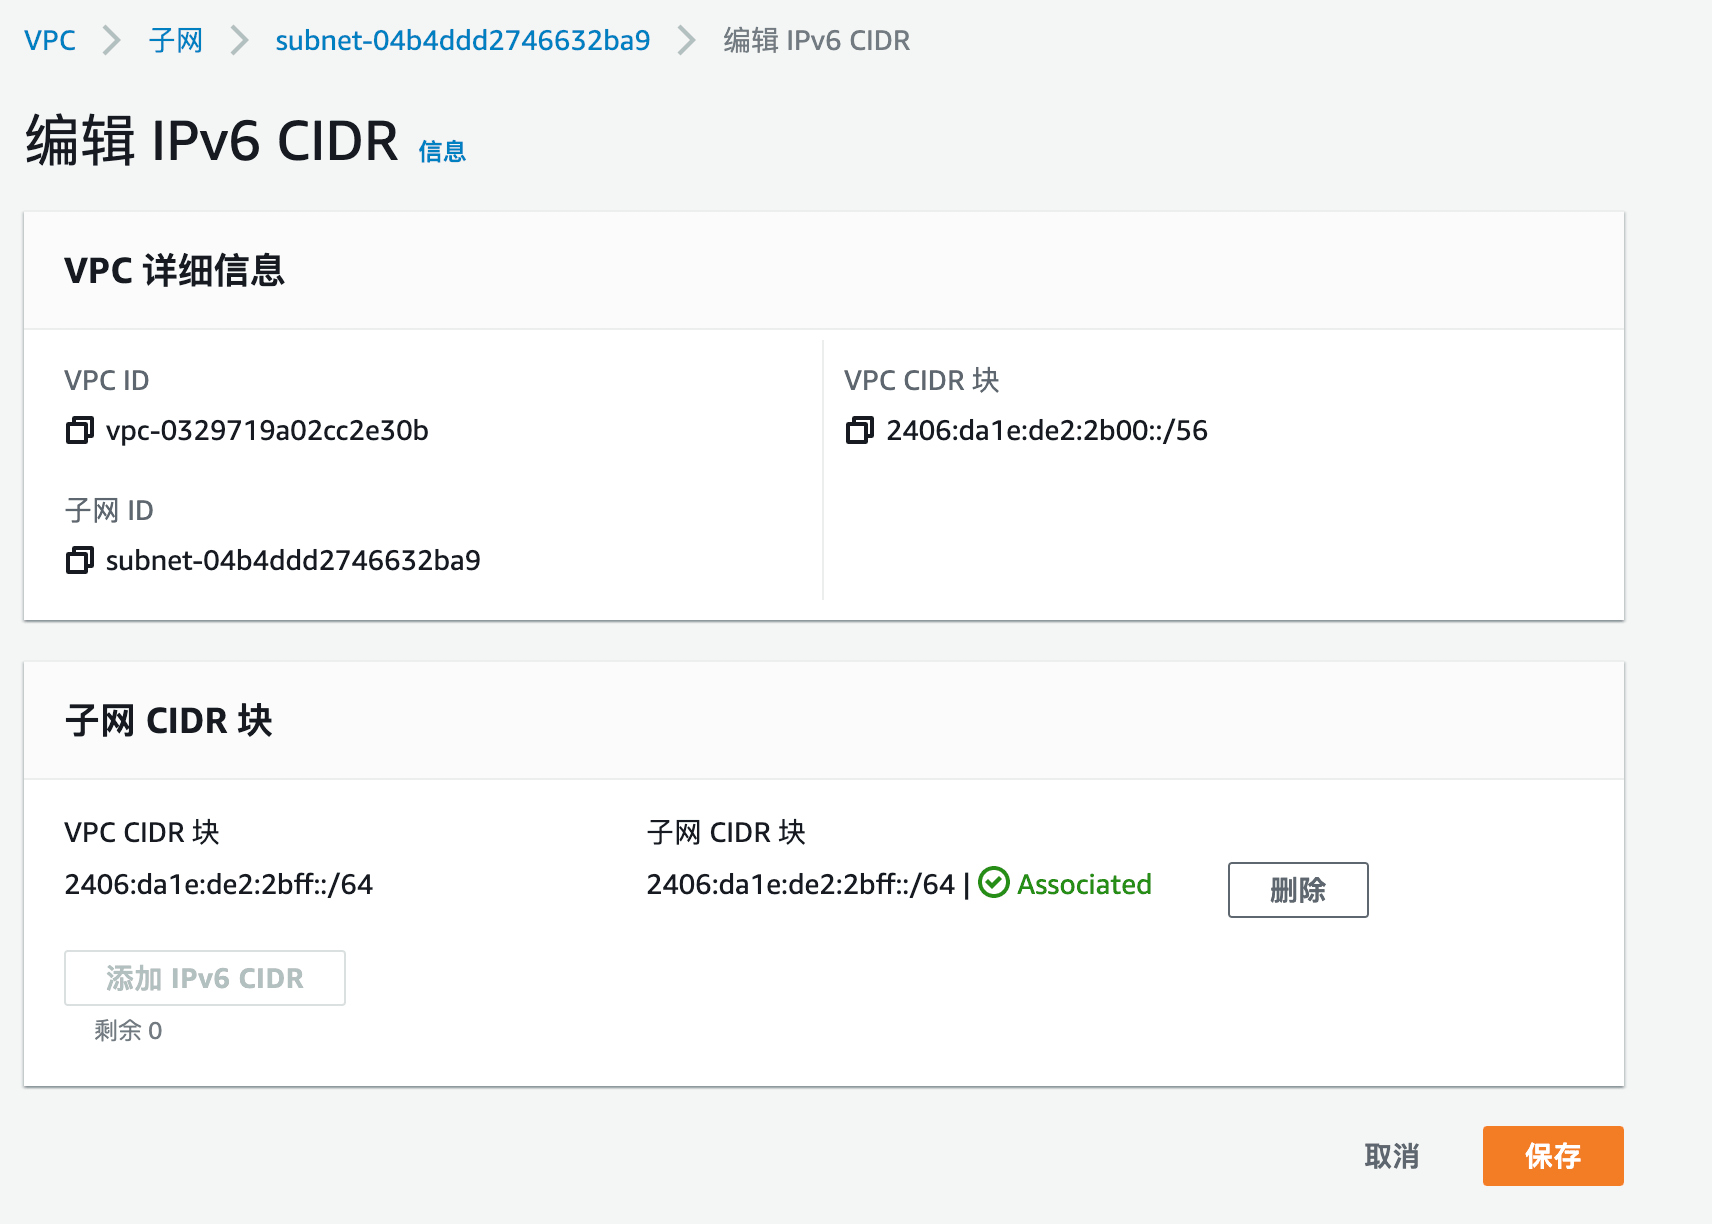 VPC > 子网 > subnet-04b4ddd2746632ba9 > 编辑 IPv6 CIDR
编辑 IPv6 CIDR 信息
VPC 详细信息
VPC ID
vpc-0329719a02cc2e30b
VPC CIDR 块
2406:da1e:de2:2b00::/56
子网 ID
subnet-04b4ddd2746632ba9
子网 CIDR 块
VPC CIDR 块 子网 CIDR 块
2406:da1e:de2:2bff::/64 2406:da1e:de2:2bff::/64 | Associated 删除
添加 IPv6 CIDR
剩余 0
取消 保存